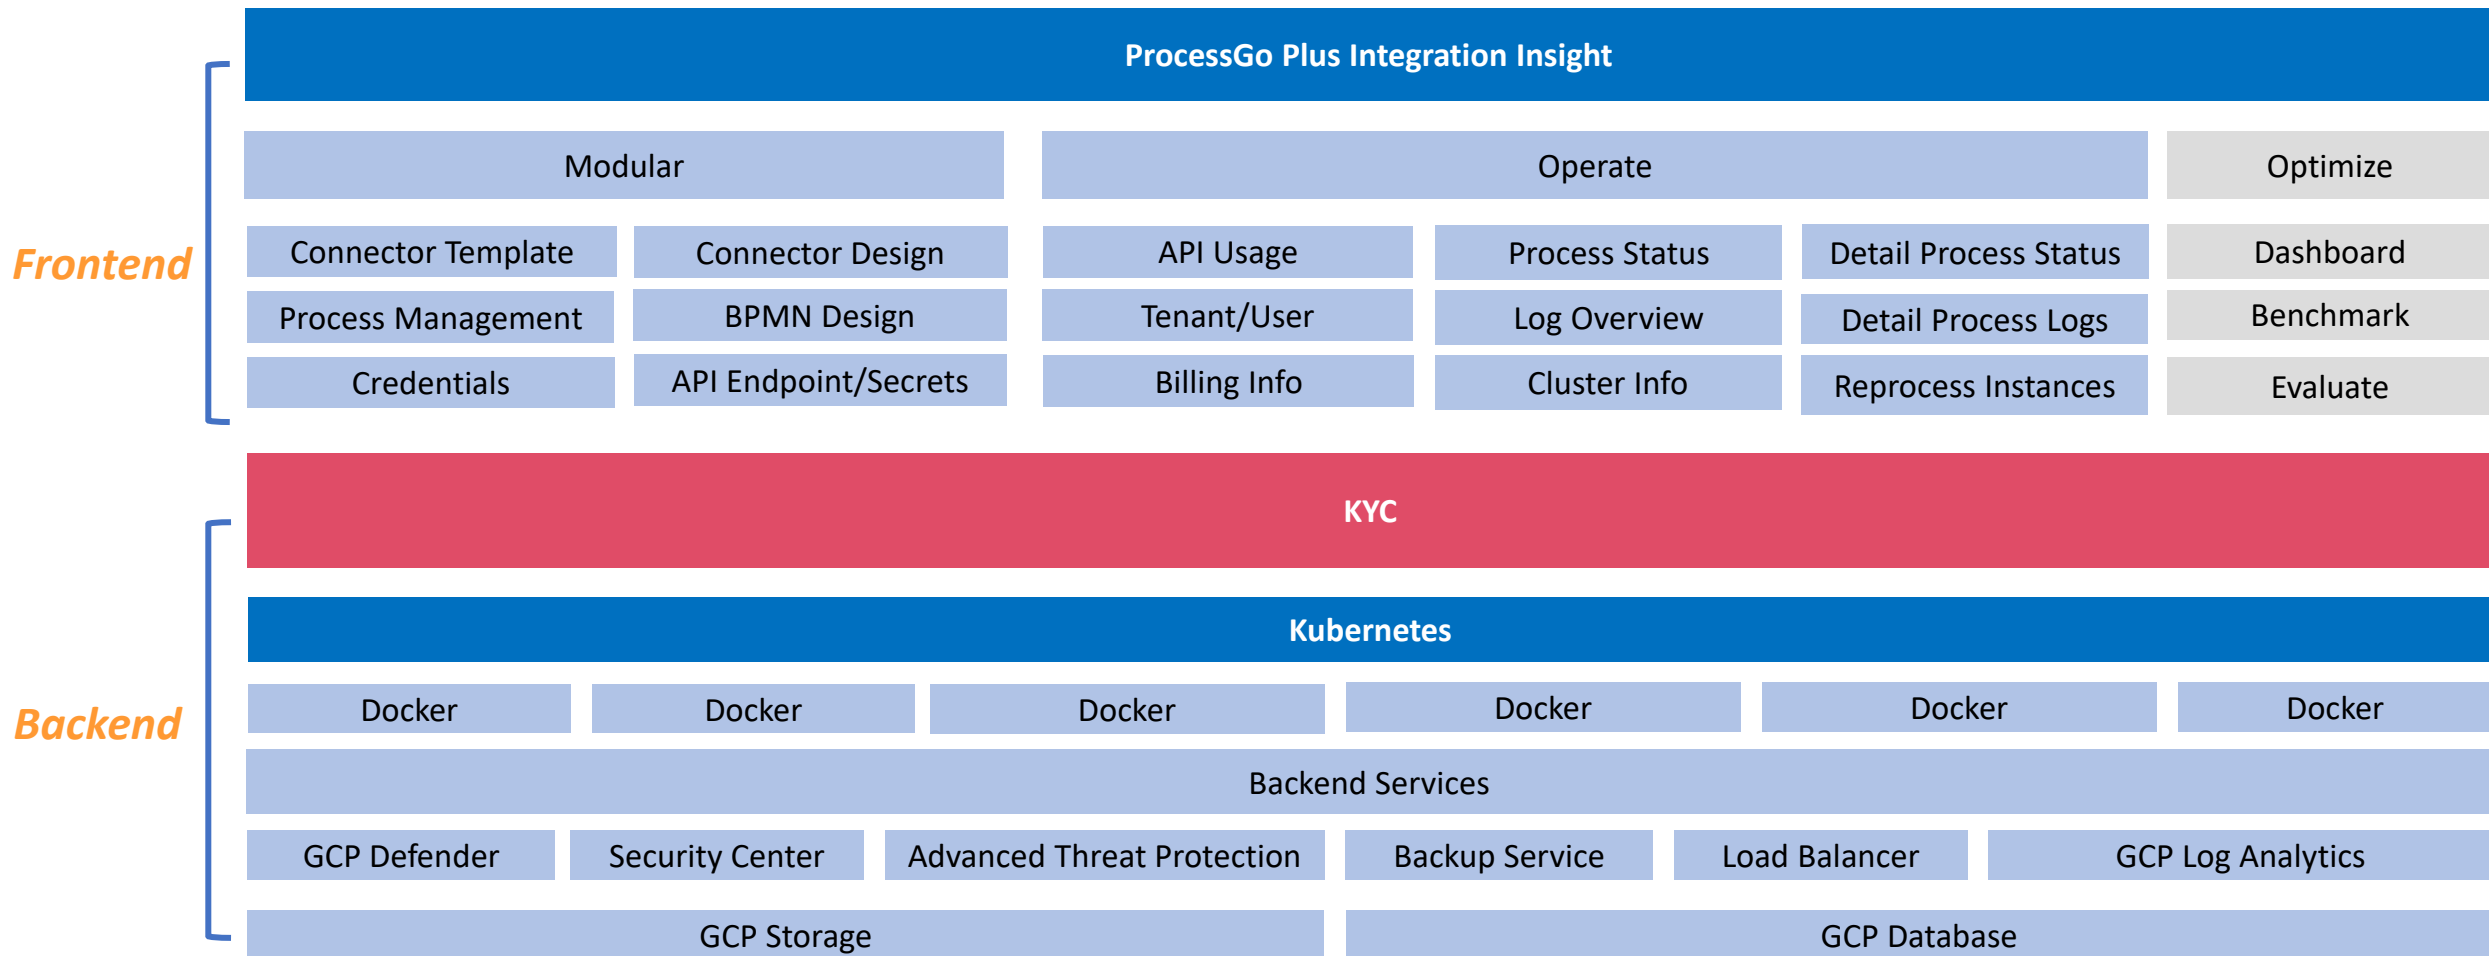 ProcessGo Plus Integration Insight
Frontend
Modular
Operate
Optimize
Connector Template
Connector Design
API Usage
Process Status
Detail Process Status
Dashboard
Process Management
BPMN Design
Tenant/User
Log Overview
Detail Process Logs
Benchmark
Credentials
API Endpoint/Secrets
Billing Info
Cluster Info
Reprocess Instances
Evaluate
KYC
Backend
Kubernetes
Docker
Docker
Docker
Docker
Docker
Docker
Backend Services
GCP Defender
Security Center
Advanced Threat Protection
Backup Service
Load Balancer
GCP Log Analytics
GCP Storage
GCP Database